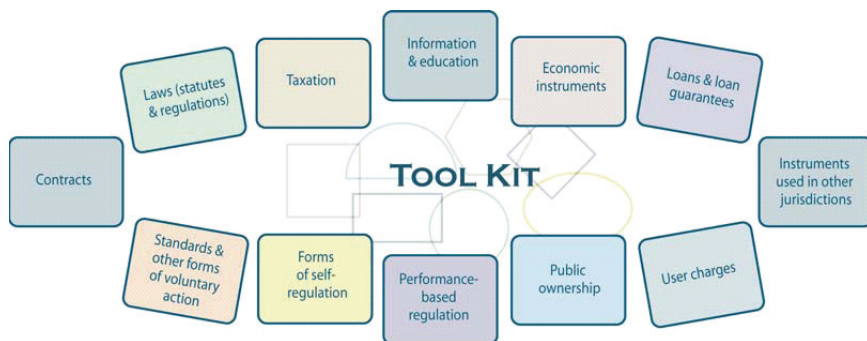 Information
& education
Taxation
Economic
instruments
Laws (statutes
& regulations)
Loans & loan
guarantees
Contracts
TOOL KIT
Instruments
used in other
jurisdictions
Standards &
other forms
of voluntary
action
Forms
of self-
regulation
Performance-
based
regulation
Public
ownership
User charges